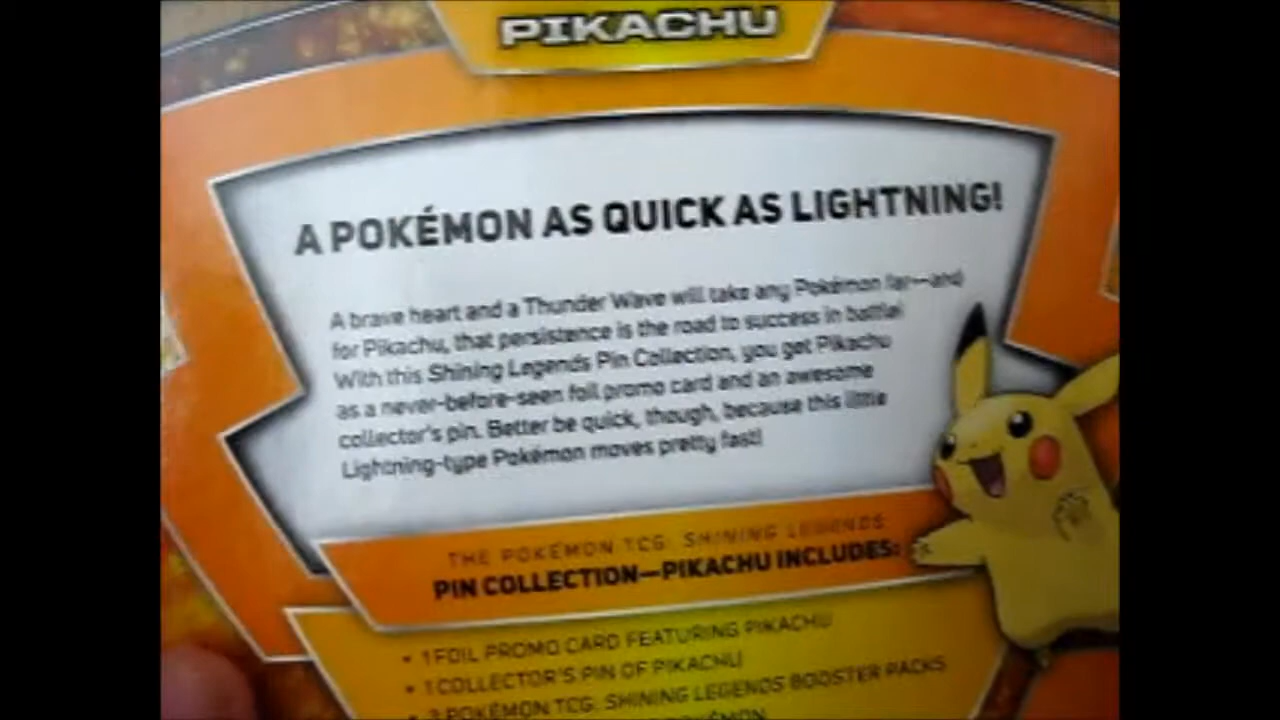 PIKACHU
A POKÉMON AS QUICK AS LIGHTNING!
A brave heart and a Thunder Wave will take any Pokémon far—and
for Pikachu, that persistence is the road to success in battle!
With this Shining Legends Pin Collection, you get Pikachu
as a never-before-seen foil promo card and an awesome
collector's pin. Better be quick, though, because this little
Lightning-type Pokémon moves pretty fast!
THE POKÉMON TCG: SHINING LEGENDS
PIN COLLECTION—PIKACHU INCLUDES:
• 1 FOIL PROMO CARD FEATURING PIKACHU
• 1 COLLECTOR'S PIN OF PIKACHU
• 3 POKÉMON TCG: SHINING LEGENDS BOOSTER PACKS
POKÉMON